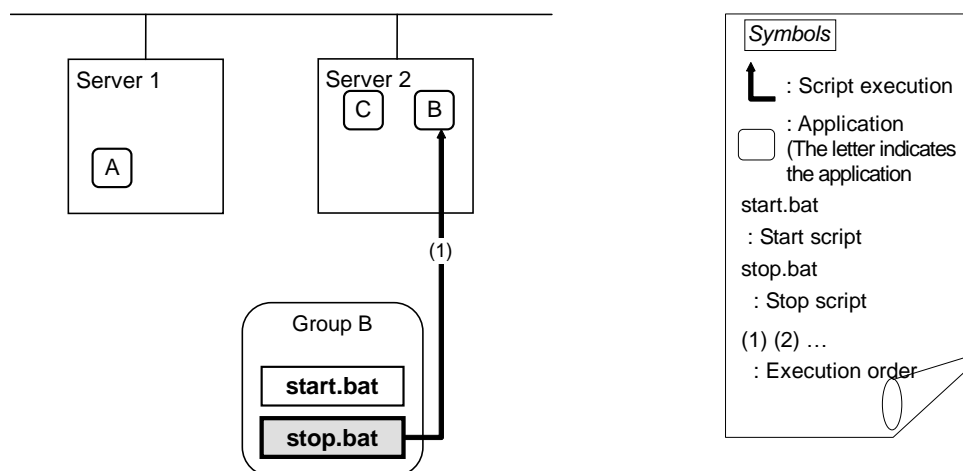 Server 1
A
Server 2
C
B
(1)
Group B
start.bat
stop.bat
Symbols
: Script execution
: Application
(The letter indicates
the application
start.bat
: Start script
stop.bat
: Stop script
(1) (2) …
: Execution order